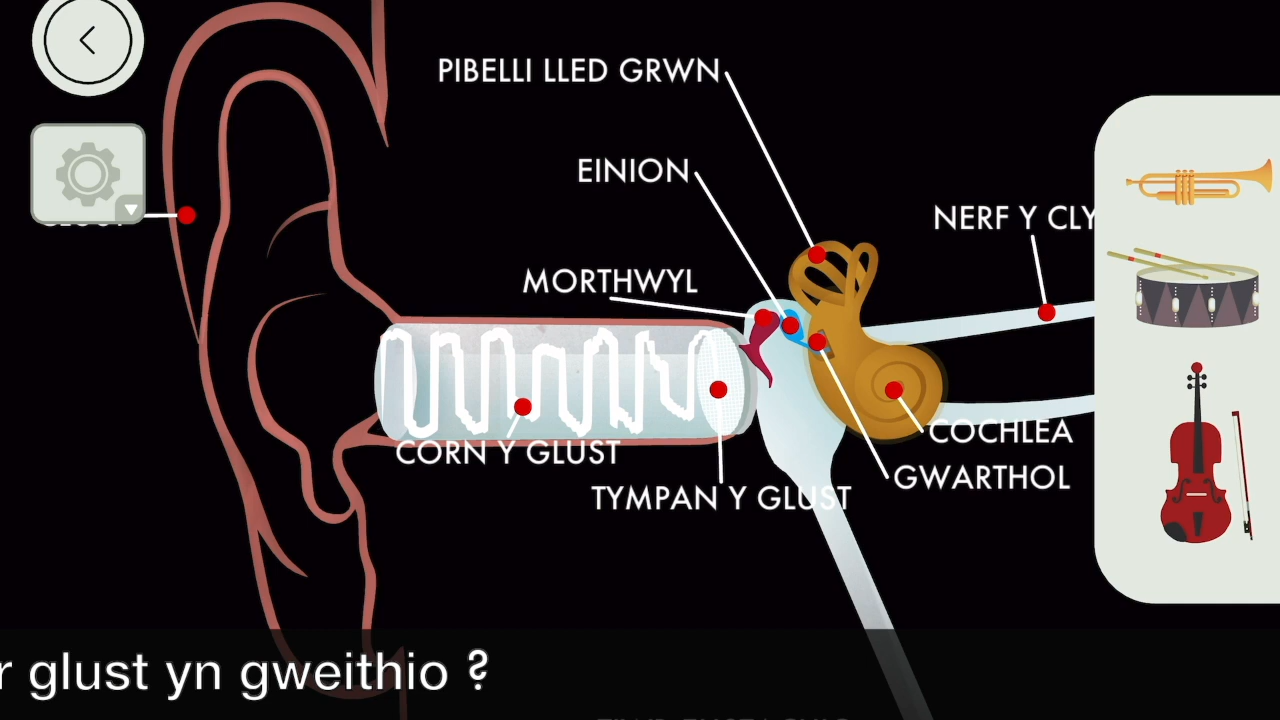 PIBELLI LLED GRWN
EINION
NERF Y CLY
MORTHWYL
CORN Y GLUST
COCHLEA
GWARTHOL
TYMPAN Y GLUST
r glust yn gweithio ?